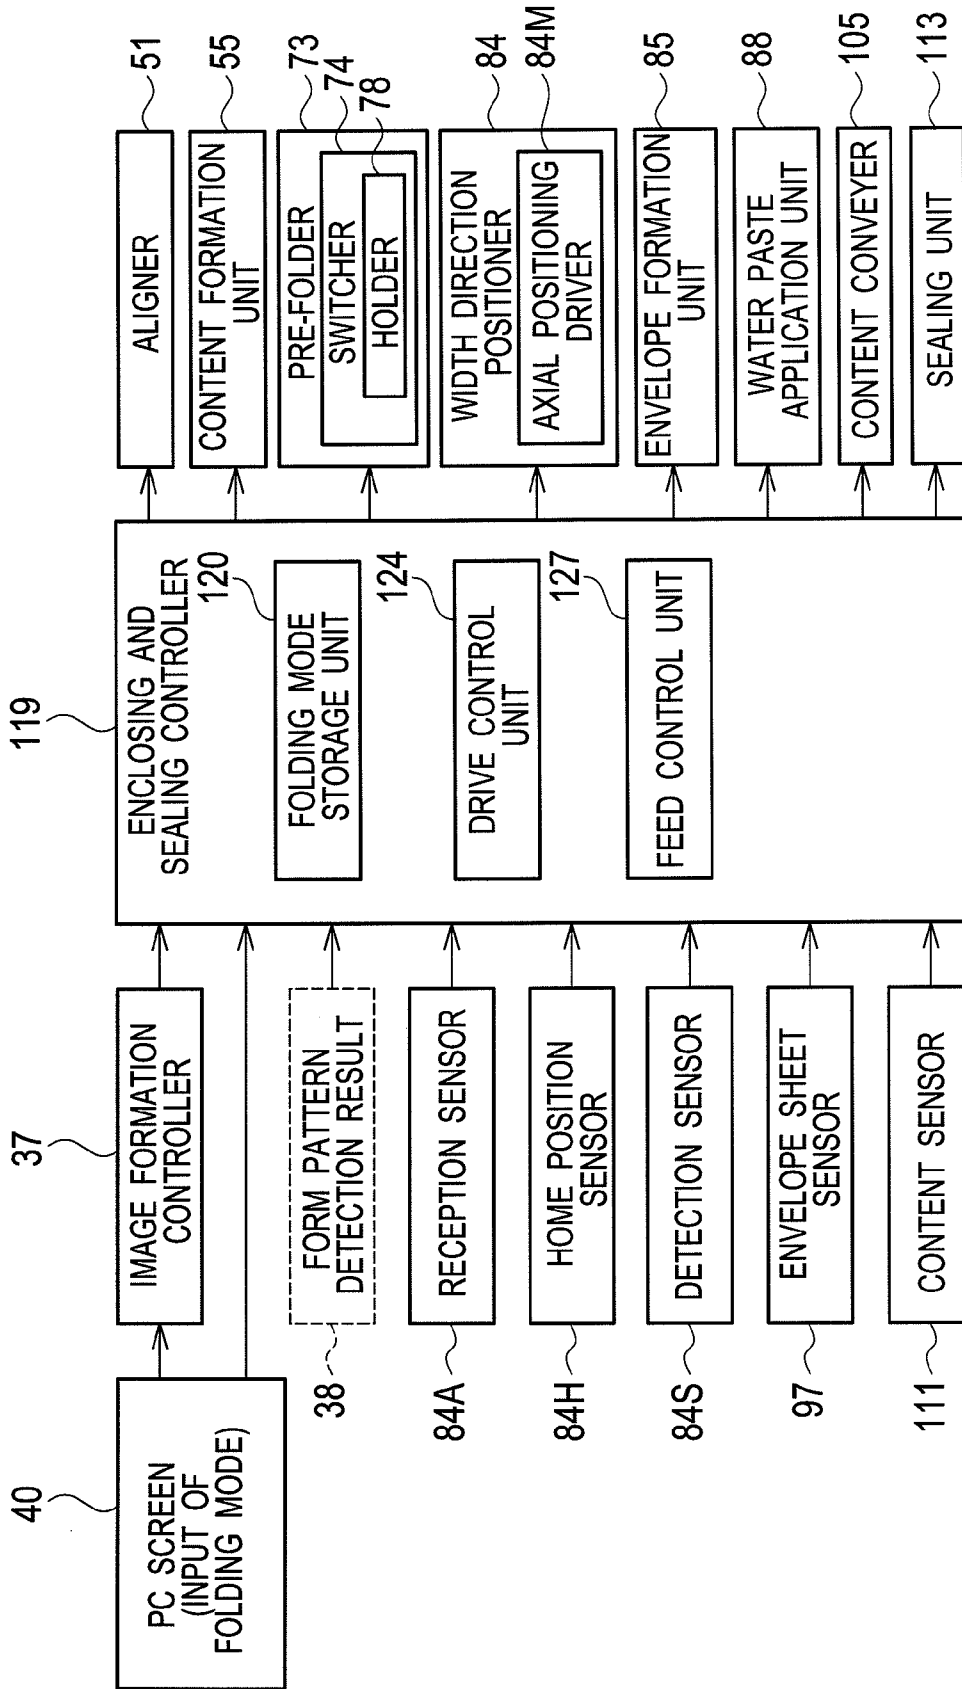 40
PC SCREEN
(INPUT OF
FOLDING MODE)
37
IMAGE FORMATION
CONTROLLER
38
FORM PATTERN
DETECTION RESULT
84A
RECEPTION SENSOR
84H
HOME POSITION
SENSOR
84S
DETECTION SENSOR
97
ENVELOPE SHEET
SENSOR
111
CONTENT SENSOR
119
ENCLOSING AND
SEALING CONTROLLER
120
FOLDING MODE
STORAGE UNIT
124
DRIVE CONTROL
UNIT
127
FEED CONTROL UNIT
ALIGNER
51
CONTENT FORMATION
UNIT
55
PRE-FOLDER
73
SWITCHER
74
HOLDER
78
WIDTH DIRECTION
POSITIONER
84
AXIAL POSITIONING
DRIVER
84M
ENVELOPE FORMATION
UNIT
85
WATER PASTE
APPLICATION UNIT
88
CONTENT CONVEYER
105
SEALING UNIT
113